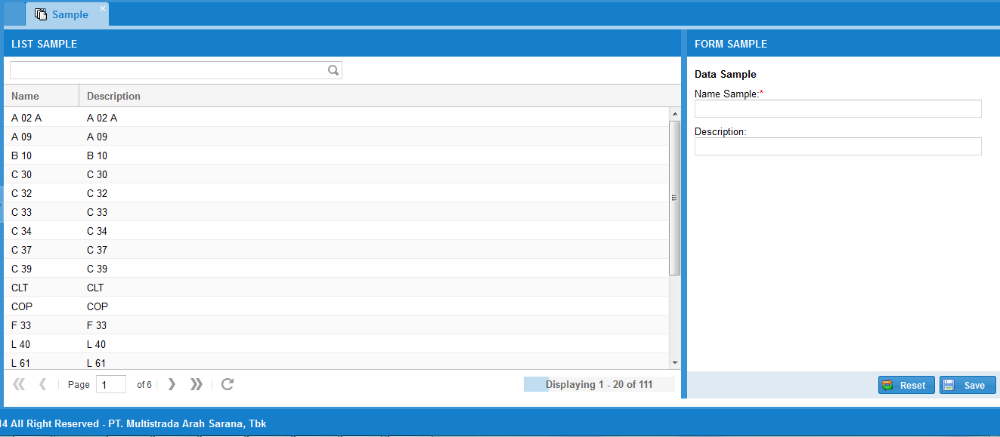 Sample
LIST SAMPLE
Name Description
A 02 A A 02 A
A 09 A 09
B 10 B 10
C 30 C 30
C 32 C 32
C 33 C 33
C 34 C 34
C 37 C 37
C 39 C 39
CLT CLT
COP COP
F 33 F 33
L 40 L 40
L 61 L 61
Page 1 of 6 Displaying 1 - 20 of 111
FORM SAMPLE
Data Sample
Name Sample:*
Description:
Reset Save
14 All Right Reserved - PT. Multistrada Arah Sarana, Tbk